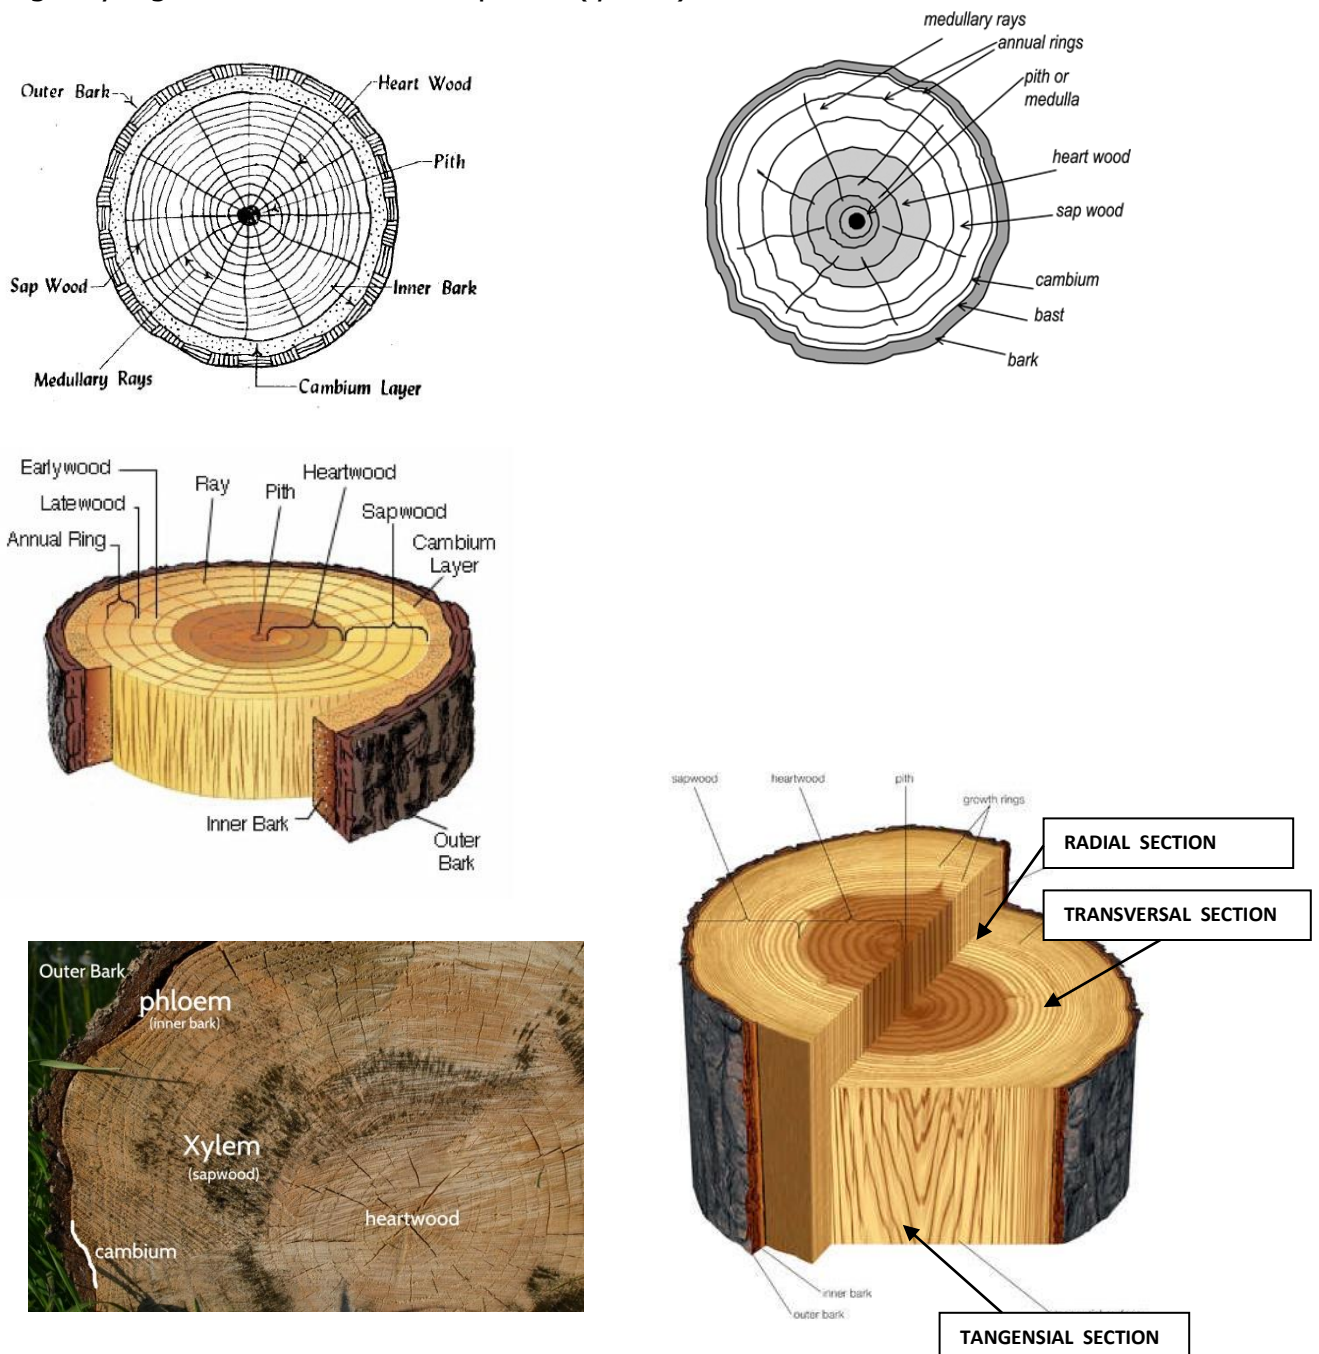 medullary rays
annual rings
pith or
medulla
heart wood
sap wood
cambium
bast
bark
Outer Bark
Heart Wood
Pith
Sap Wood
Inner Bark
Medullary Rays
Cambium Layer
Earlywood
Latewood
Annual Ring
Ray
Pith
Heartwood
Sapwood
Cambium
Layer
Inner Bark
Outer
Bark
sapwood
heartwood
pith
growth rings
RADIAL SECTION
TRANSVERSAL SECTION
inner bark
outer bark
TANGENSIAL SECTION
Outer Bark
phloem
(inner bark)
Xylem
(sapwood)
heartwood
cambium